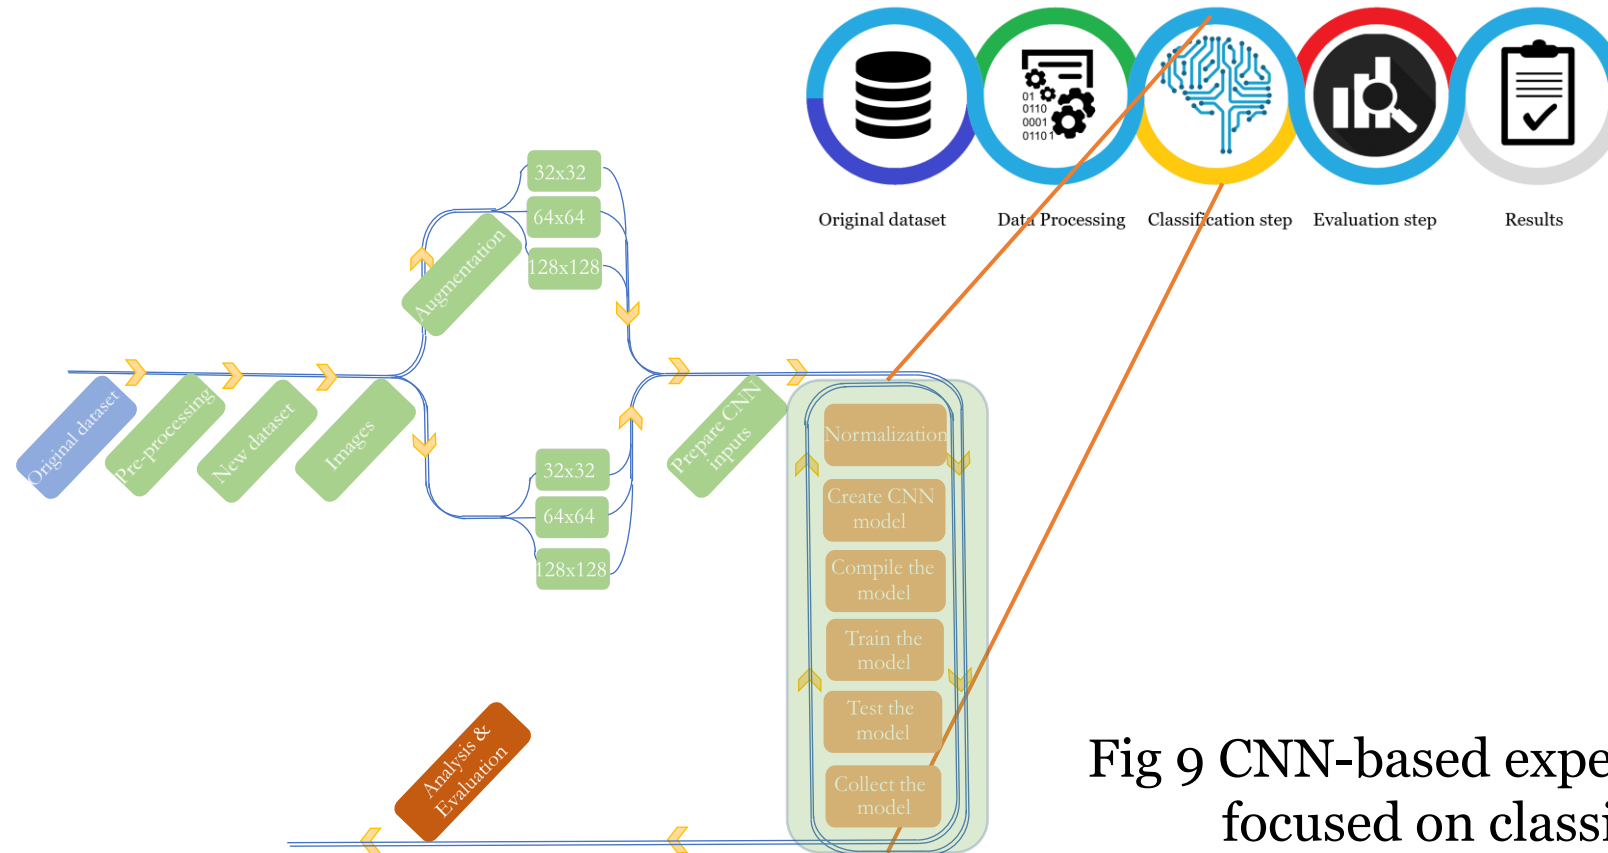 01
0110
0001
01101
Original dataset
Data Processing
Classification step
Evaluation step
Results
32x32
64x64
128x128
Augmentation
Original dataset
Pre-processing
New dataset
Images
32x32
64x64
128x128
Prepare CNN
inputs
Normalization
Create CNN
model
Compile the
model
Train the
model
Test the
model
Collect the
model
Analysis &
Evaluation
Fig 9 CNN-based expe
focused on classi